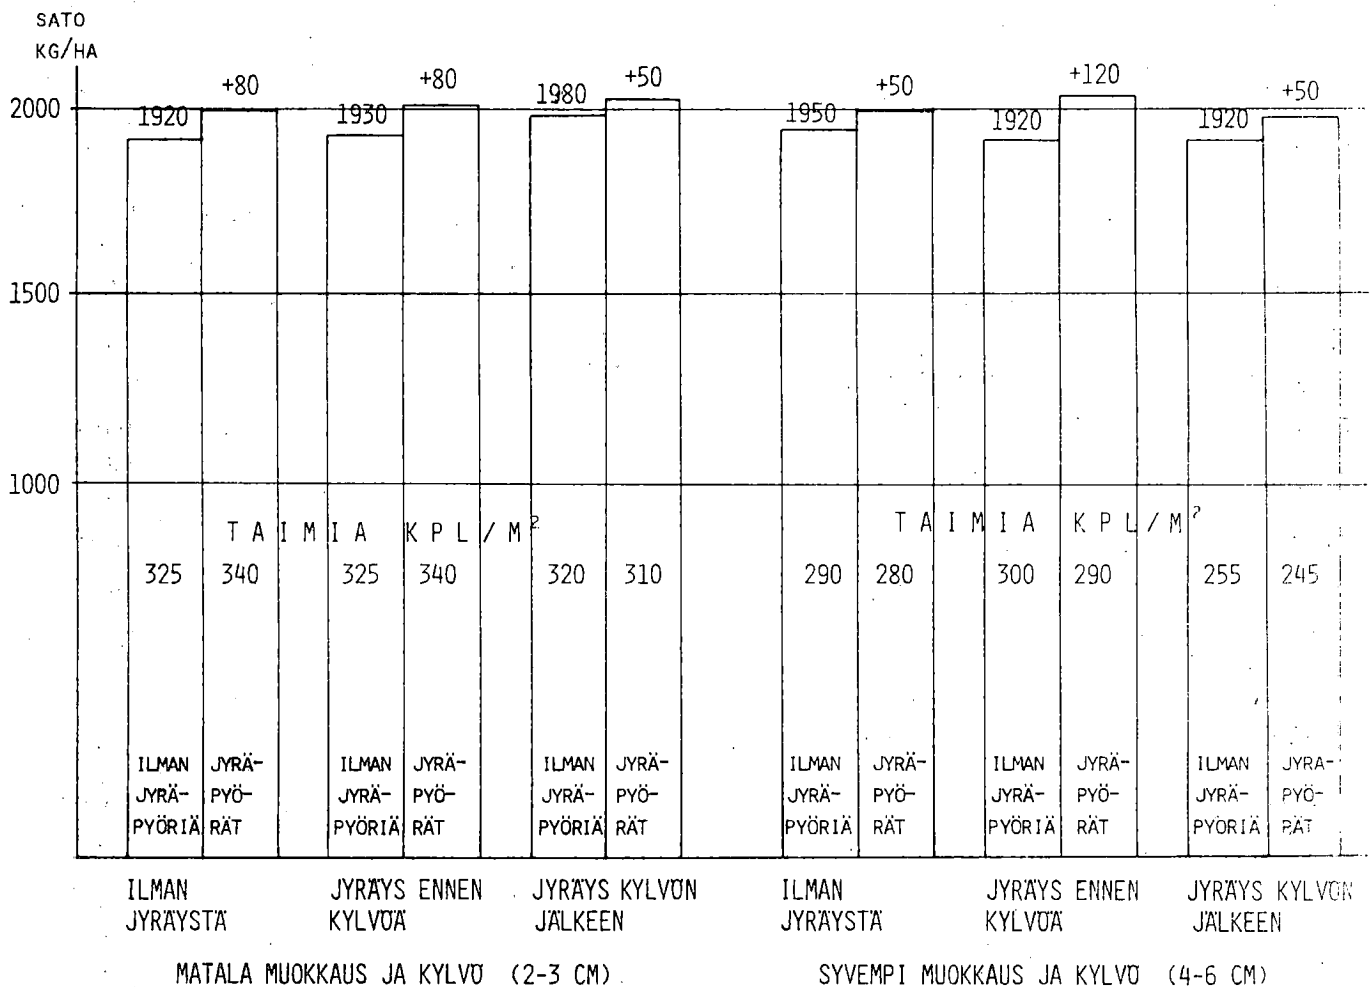 SATO
KG/HA
+80 +80 +50 +50 +120 +50
2000 1920 1930 1980 1950 1920 1920
1500
1000
TAIMIA KPL/M² TAIMIA KPL/M²
325 340 325 340 320 310 290 280 300 290 255 245
ILMAN JYRÄ- ILMAN JYRÄ- ILMAN JYRÄ- ILMAN JYRÄ- ILMAN JYRÄ- ILMAN JYRÄ-
JYRÄ- PYÖ- JYRÄ- PYÖ- JYRÄ- PYÖ- JYRÄ- PYÖ- JYRÄ- PYÖ- JYRÄ- PYÖ-
PYÖRIÄ RÄT PYÖRIÄ RÄT PYÖRIÄ RÄT PYÖRIÄ RÄT PYÖRIÄ RÄT PYÖRIÄ RÄT
ILMAN JYRÄYS ENNEN JYRÄYS KYLVÖN ILMAN JYRÄYS ENNEN JYRÄYS KYLVÖN
JYRÄYSTÄ KYLVÖÄ JÄLKEEN JYRÄYSTÄ KYLVÖÄ JÄLKEEN
MATALA MUOKKAUS JA KYLVÖ (2-3 CM) SYVEMPI MUOKKAUS JA KYLVÖ (4-6 CM)